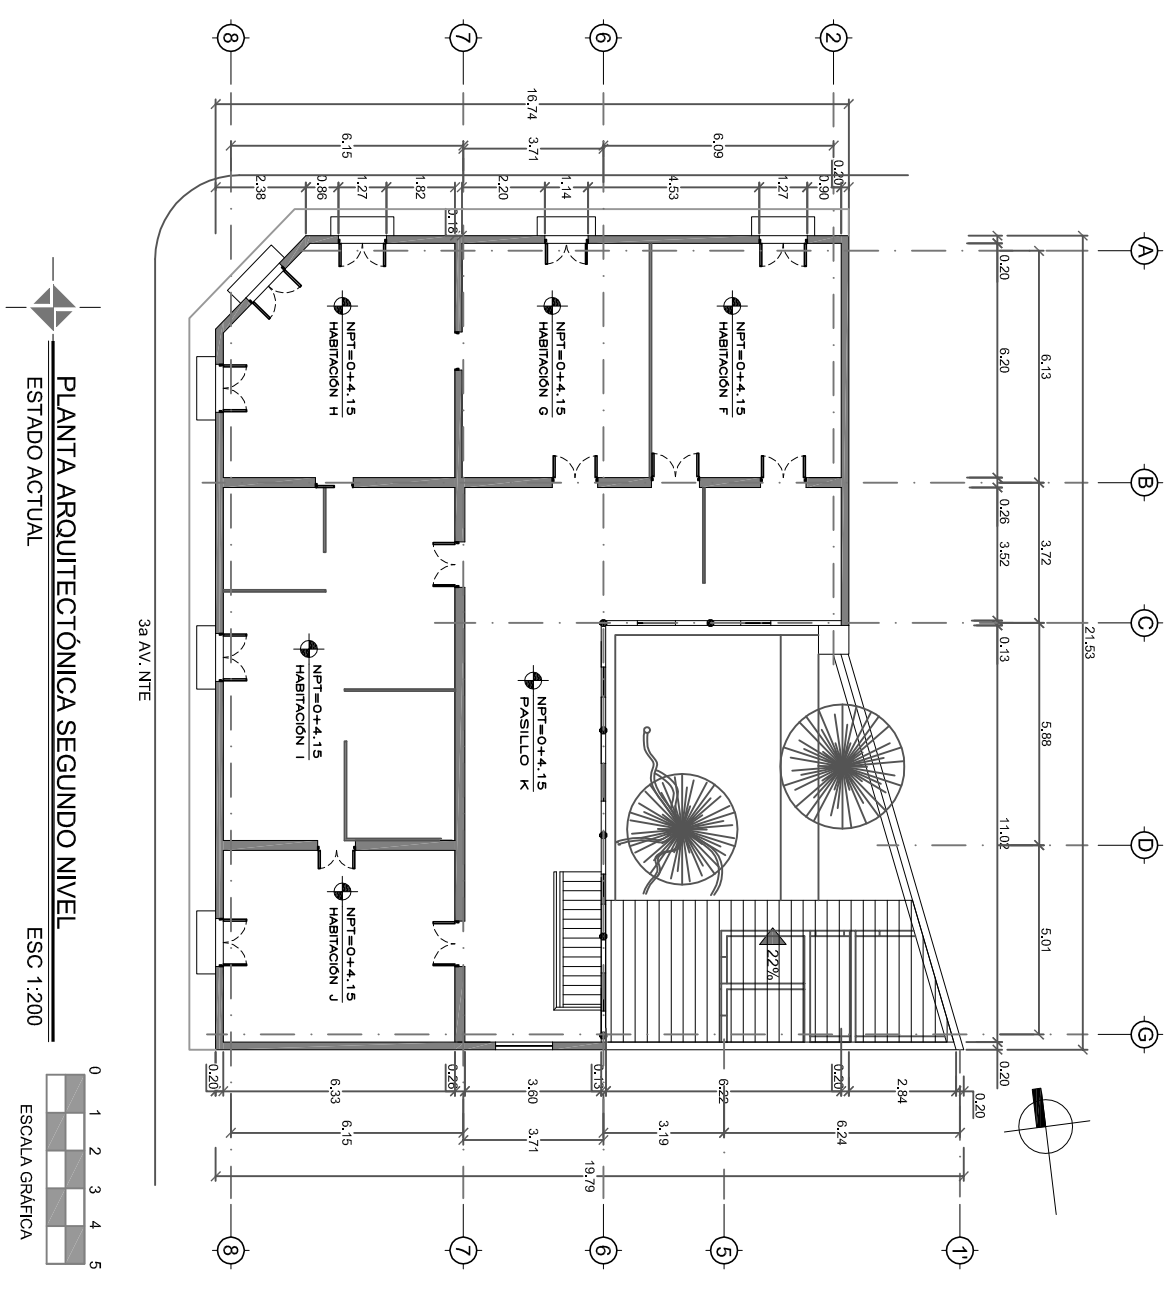 8
7
6
2
16.74
6.15
3.71
6.09
0.20
2.38
0.86
1.27
1.82
0.18
2.20
1.14
4.53
1.27
0.90
A
B
C
D
G
0.20
6.20
0.26
3.52
0.13
11.02
0.20
6.13
3.72
5.88
5.01
21.53
NPT=0+4.15
HABITACIÓN H
NPT=0+4.15
HABITACIÓN G
NPT=0+4.15
HABITACIÓN F
NPT=0+4.15
HABITACIÓN I
NPT=0+4.15
PASILLO K
NPT=0+4.15
HABITACIÓN J
22%
3a AV. NTE
0.20
6.33
0.26
3.60
0.13
6.22
0.20
2.84
0.20
6.15
3.71
3.19
6.24
19.79
8
7
6
5
1'
PLANTA ARQUITECTÓNICA SEGUNDO NIVEL
ESTADO ACTUAL
ESC 1:200
0 1 2 3 4 5
ESCALA GRÁFICA